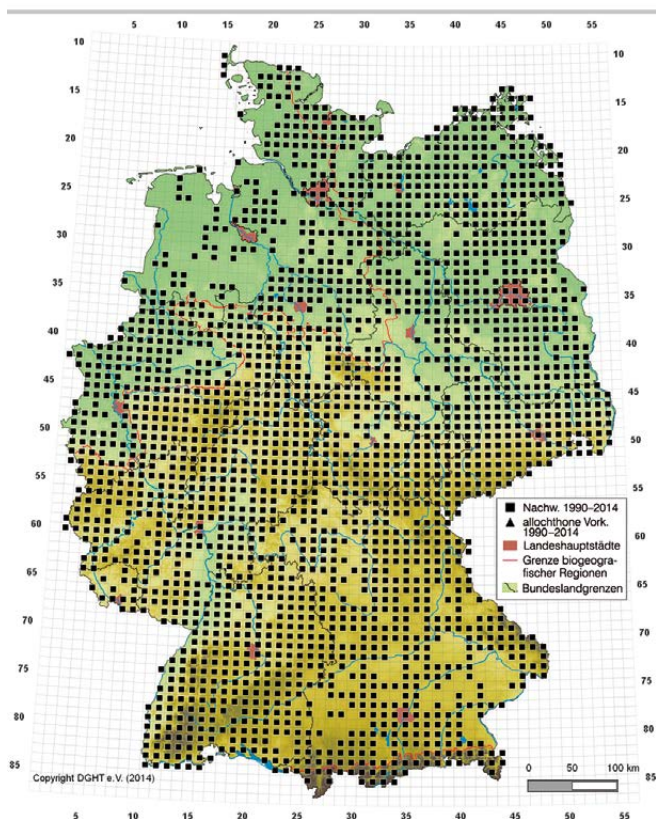 5 10 15 20 25 30 35 40 45 50 55
10 10
15 15
20 20
25 25
30 30
35 35
40 40
45 45
50 50
55
60
Nachw. 1990–2014
allochthone Vork.
1990–2014
Landeshauptstädte
Grenze biogeogra-
fischer Regionen
Bundeslandgrenzen
65
70 70
75 75
80 80
85 85
0 50 100 km
Copyright DGHT e.V. (2014)
5 10 15 20 25 30 35 40 45 50 55